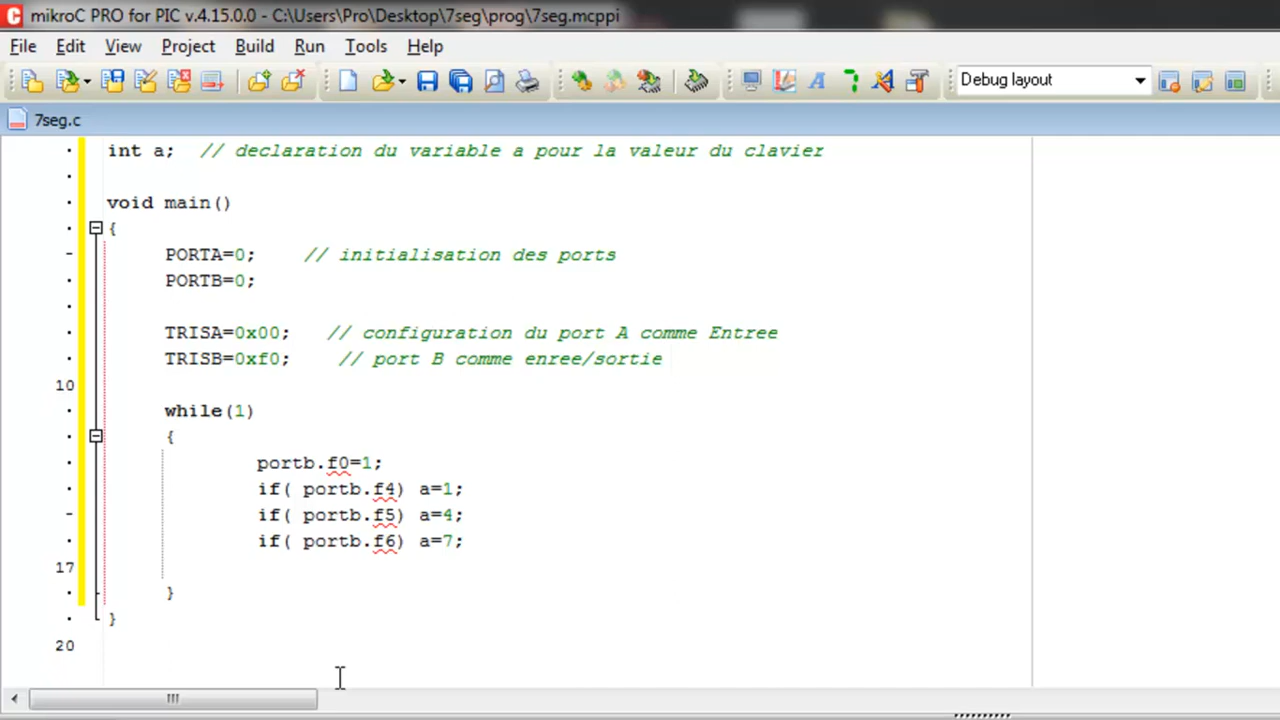 mikroC PRO for PIC v.4.15.0.0 - C:\Users\Pro\Desktop\7seg\prog\7seg.mcppi
File Edit View Project Build Run Tools Help
Debug layout
7seg.c
int a;  // declaration du variable a pour la valeur du clavier
void main()
{
PORTA=0;    // initialisation des ports
PORTB=0;
TRISA=0x00;   // configuration du port A comme Entree
TRISB=0xf0;    // port B comme enree/sortie
10
while(1)
{
portb.f0=1;
if( portb.f4) a=1;
if( portb.f5) a=4;
if( portb.f6) a=7;
17
}
}
20